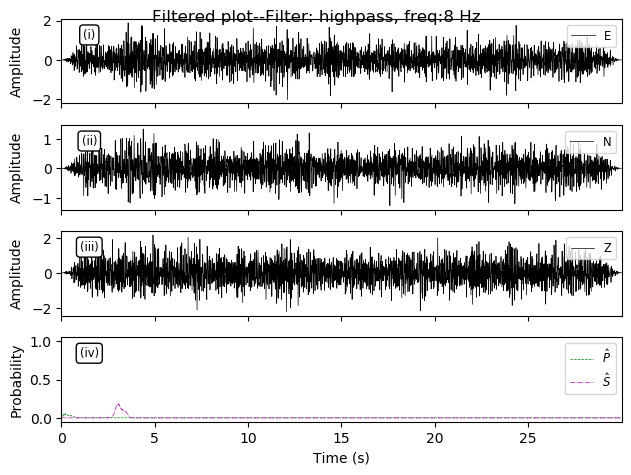 Filtered plot--Filter: highpass, freq:8 Hz
2
0
−2
Amplitude
(i)
E
1
0
−1
Amplitude
(ii)
N
2
0
−2
Amplitude
(iii)
Z
1.0
0.5
0.0
Probability
(iv)
P̂
Ŝ
0 5 10 15 20 25
Time (s)